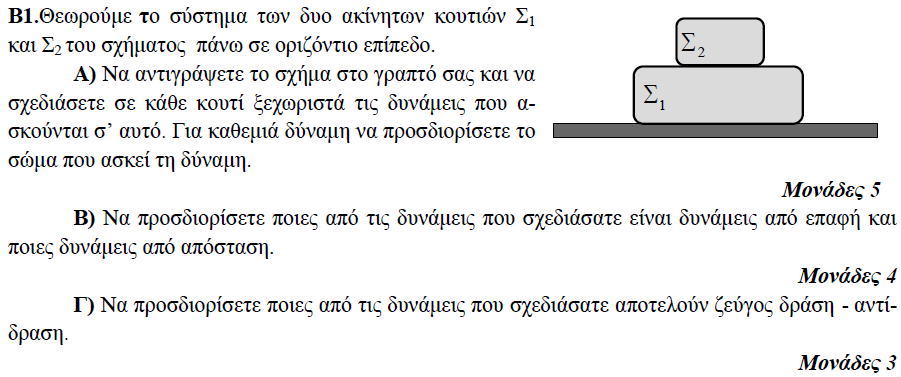 Β1.Θεωρούμε το σύστημα των δυο ακίνητων κουτιών Σ1
και Σ2 του σχήματος πάνω σε οριζόντιο επίπεδο.
Σ2
Σ1
Α) Να αντιγράψετε το σχήμα στο γραπτό σας και να
σχεδιάσετε σε κάθε κουτί ξεχωριστά τις δυνάμεις που α-
σκούνται σ’ αυτό. Για καθεμιά δύναμη να προσδιορίσετε το
σώμα που ασκεί τη δύναμη.
Μονάδες 5
Β) Να προσδιορίσετε ποιες από τις δυνάμεις που σχεδιάσατε είναι δυνάμεις από επαφή και
ποιες δυνάμεις από απόσταση.
Μονάδες 4
Γ) Να προσδιορίσετε ποιες από τις δυνάμεις που σχεδιάσατε αποτελούν ζεύγος δράση - αντί-
δραση.
Μονάδες 3